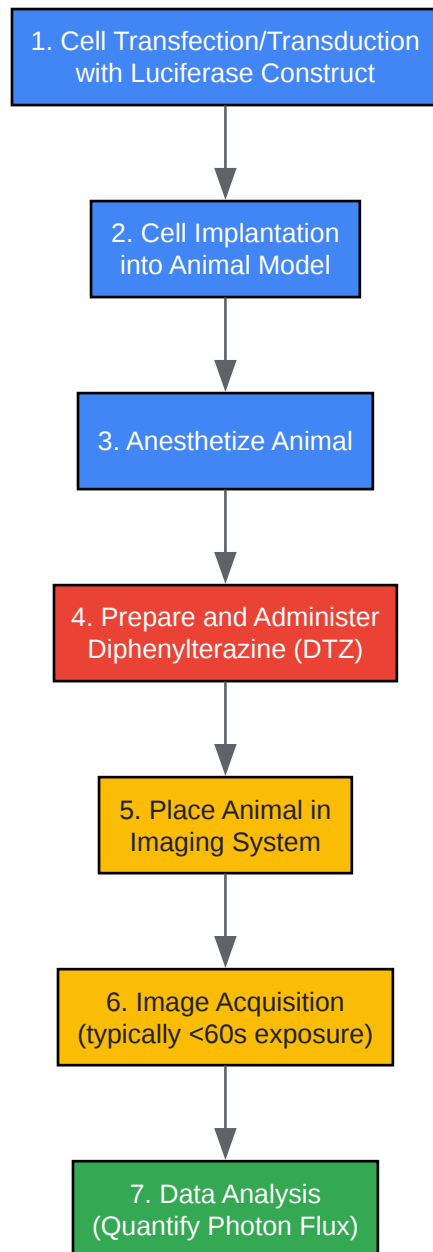 1. Cell Transfection/Transduction
with Luciferase Construct
2. Cell Implantation
into Animal Model
3. Anesthetize Animal
4. Prepare and Administer
Diphenylterazine (DTZ)
5. Place Animal in
Imaging System
6. Image Acquisition
(typically <60s exposure)
7. Data Analysis
(Quantify Photon Flux)